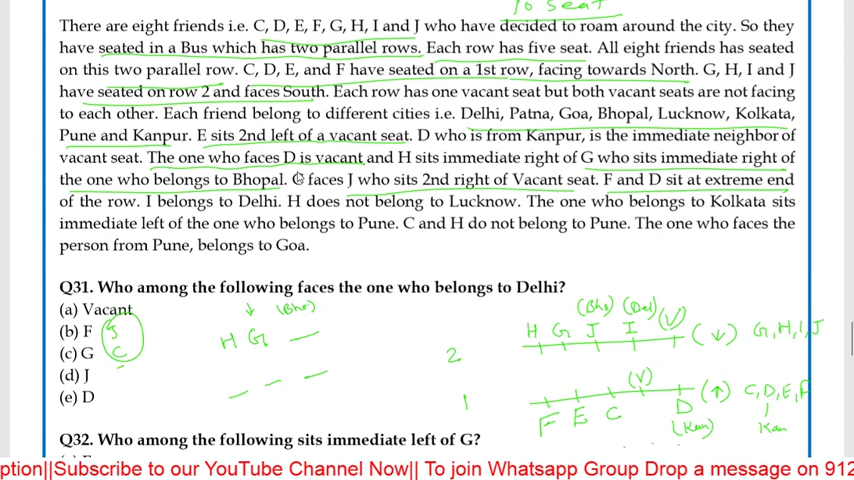 to seat
There are eight friends i.e. C, D, E, F, G, H, I and J who have decided to roam around the city. So they
have seated in a Bus which has two parallel rows. Each row has five seat. All eight friends has seated
on this two parallel row. C, D, E, and F have seated on a 1st row, facing towards North. G, H, I and J
have seated on row 2 and faces South. Each row has one vacant seat but both vacant seats are not facing
to each other. Each friend belong to different cities i.e. Delhi, Patna, Goa, Bhopal, Lucknow, Kolkata,
Pune and Kanpur. E sits 2nd left of a vacant seat. D who is from Kanpur, is the immediate neighbor of
vacant seat. The one who faces D is vacant and H sits immediate right of G who sits immediate right of
the one who belongs to Bhopal. C faces J who sits 2nd right of Vacant seat. F and D sit at extreme end
of the row. I belongs to Delhi. H does not belong to Lucknow. The one who belongs to Kolkata sits
immediate left of the one who belongs to Pune. C and H do not belong to Pune. The one who faces the
person from Pune, belongs to Goa.
Q31. Who among the following faces the one who belongs to Delhi?
(a) Vacant
(b) F
(c) G
(d) J
(e) D
J
C
↓ (Bho)
H G
(Bho) (Del) (V)
H G J I (↓) G, H, I, J
2
(V)
1 (↑) C, D, E, F
F E C D
(Kan) Kan
Q32. Who among the following sits immediate left of G?
ption||Subscribe to our YouTube Channel Now|| To join Whatsapp Group Drop a message on 912